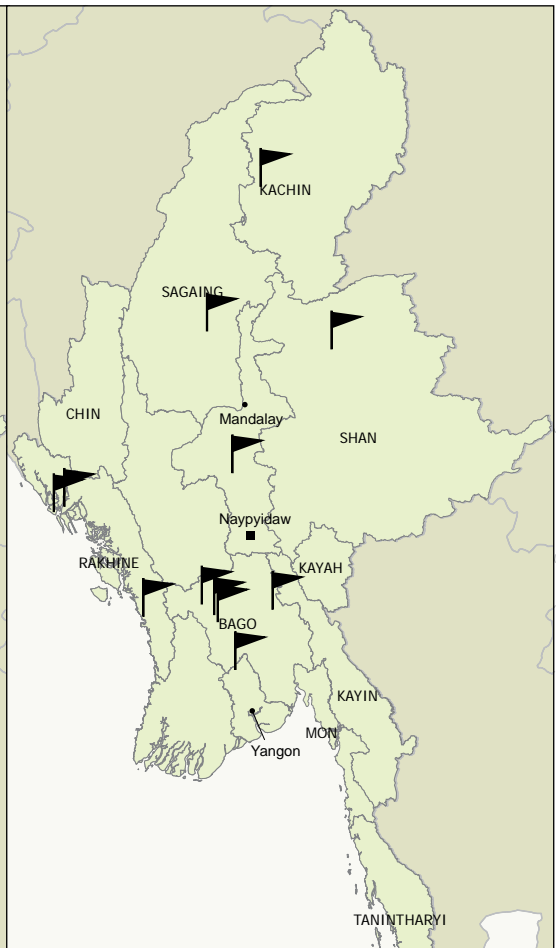 KACHIN
SAGAING
CHIN
Mandalay
SHAN
Naypyidaw
RAKHINE
KAYAH
BAGO
KAYIN
MON
Yangon
TANINTHARYI